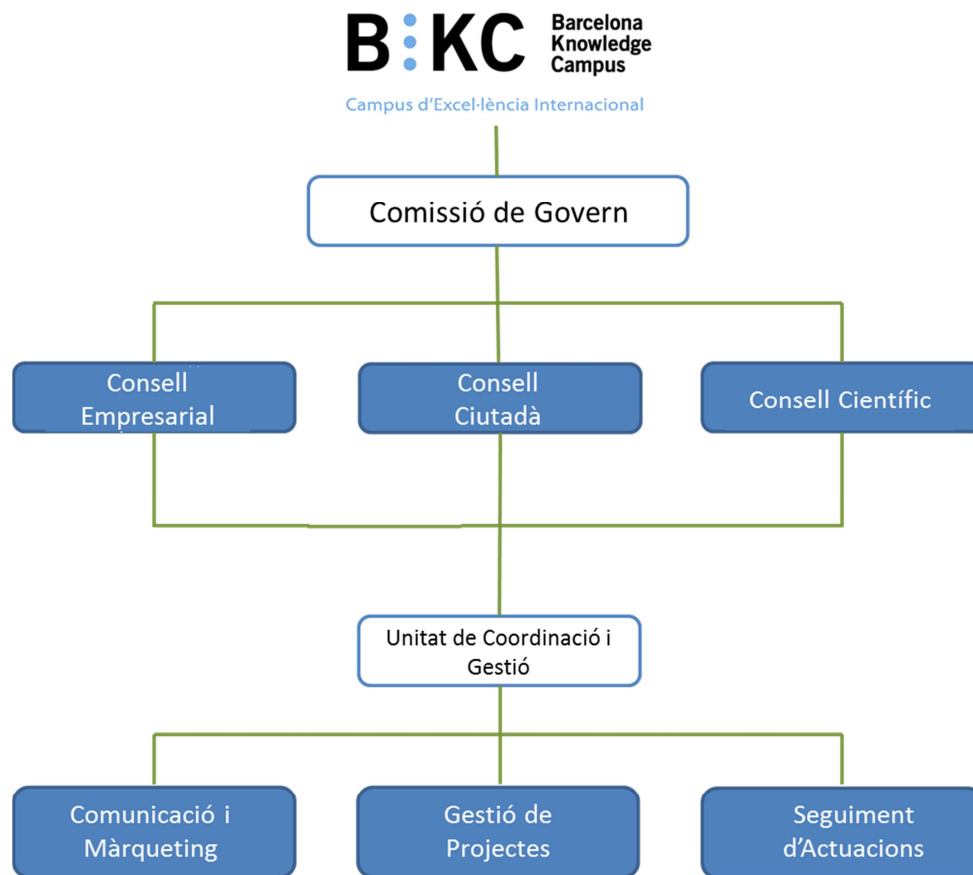 B KC
Barcelona
Knowledge
Campus
Campus d'Excel·lència Internacional
Comissió de Govern
Consell
Empresarial
Consell
Ciutadà
Consell Científic
Unitat de Coordinació i
Gestió
Comunicació i
Màrqueting
Gestió de
Projectes
Seguiment
d'Actuacions